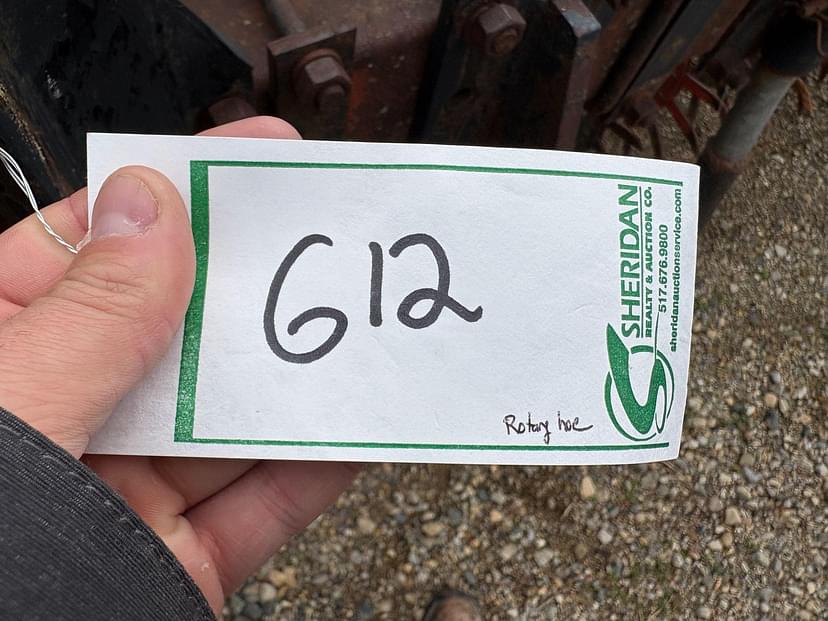 612
Rotary hoe
SHERIDAN
REALTY & AUCTION CO.
517.676.9800
sheridanauctionservice.com